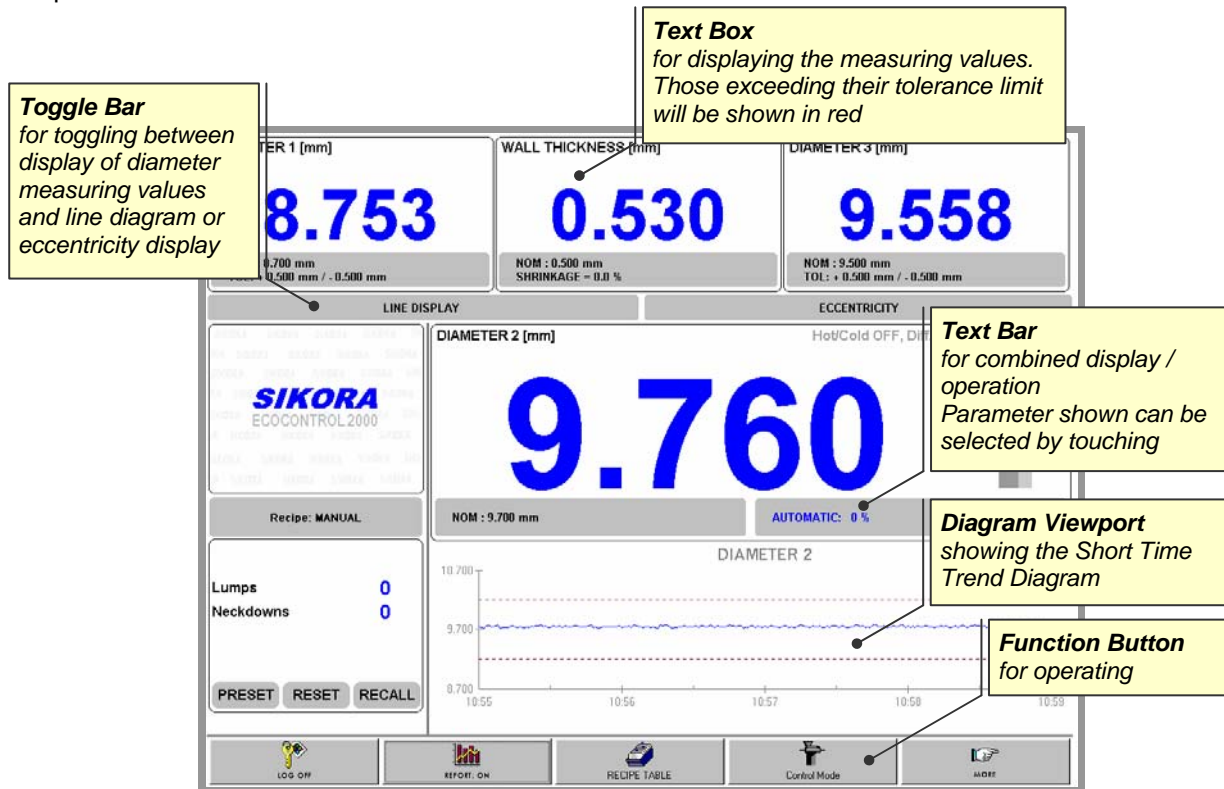 Text Box
for displaying the measuring values.
Those exceeding their tolerance limit
will be shown in red
Toggle Bar
for toggling between
display of diameter
measuring values
and line diagram or
eccentricity display
TER 1 [mm]
WALL THICKNESS [mm]
DIAMETER 3 [mm]
8.753
0.530
9.558
.700 mm
+ 0.500 mm / - 0.500 mm
NOM : 0.500 mm
SHRINKAGE = 0.0 %
NOM : 9.500 mm
TOL: + 0.500 mm / - 0.500 mm
LINE DISPLAY
ECCENTRICITY
SIKORA
ECOCONTROL 2000
DIAMETER 2 [mm]
Hot/Cold OFF, Diff.
9.760
Text Bar
for combined display /
operation
Parameter shown can be
selected by touching
Recipe: MANUAL
NOM : 9.700 mm
AUTOMATIC: 0 %
Diagram Viewport
showing the Short Time
Trend Diagram
Lumps 0
Neckdowns 0
PRESET RESET RECALL
DIAMETER 2
10.700
9.700
8.700
10:55 10:56 10:57 10:58 10:59
Function Button
for operating
LOG OFF
REPORT: ON
RECIPE TABLE
Control Mode
MORE